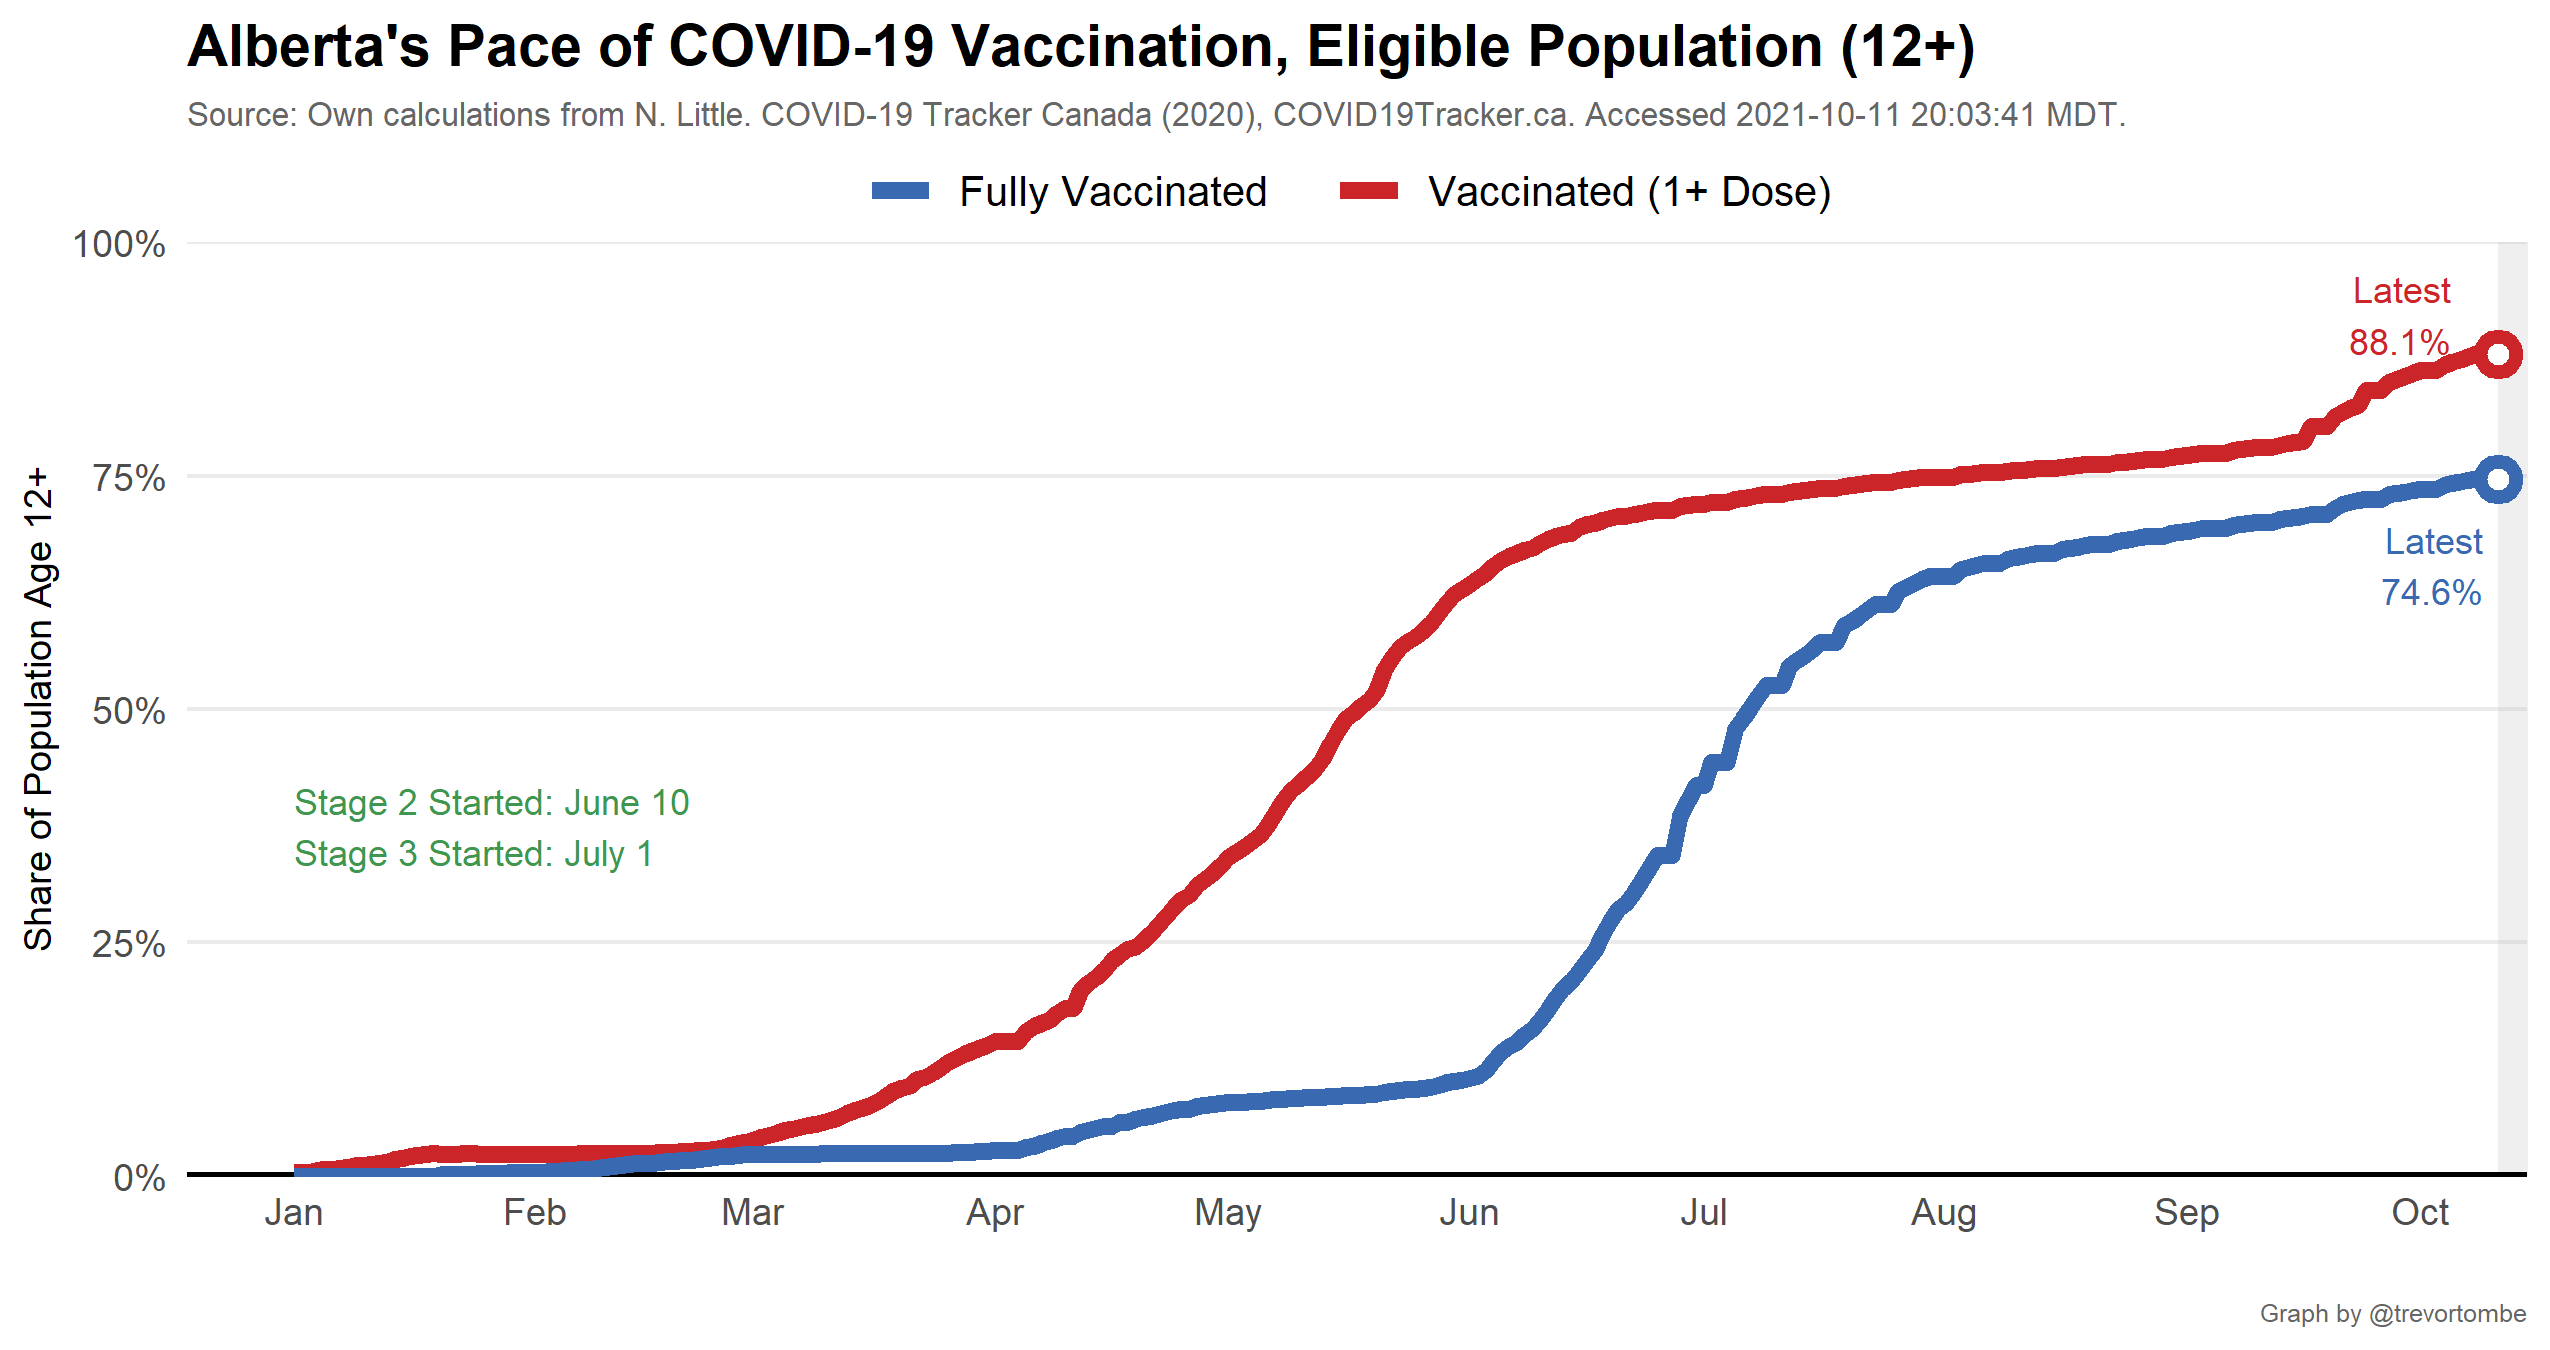 Alberta's Pace of COVID-19 Vaccination, Eligible Population (12+)
Source: Own calculations from N. Little. COVID-19 Tracker Canada (2020), COVID19Tracker.ca. Accessed 2021-10-11 20:03:41 MDT.
Fully Vaccinated
Vaccinated (1+ Dose)
Share of Population Age 12+
100%
75%
50%
25%
0%
Latest
88.1%
Latest
74.6%
Stage 2 Started: June 10
Stage 3 Started: July 1
Jan
Feb
Mar
Apr
May
Jun
Jul
Aug
Sep
Oct
Graph by @trevortombe